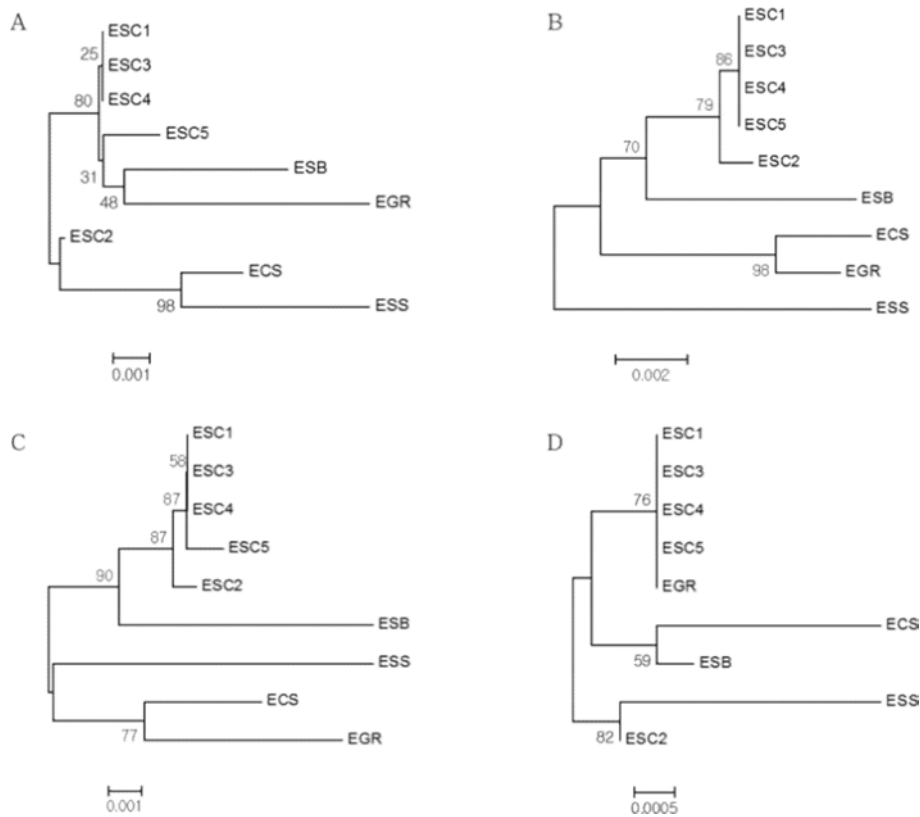 A
ESC1
25
ESC3
80
ESC4
ESC5
31
ESB
48
EGR
ESC2
ECS
98
ESS
0.001
B
ESC1
86
ESC3
79
ESC4
ESC5
70
ESC2
ESB
ECS
98
EGR
ESS
0.002
C
ESC1
58
ESC3
87
ESC4
87
ESC5
90
ESC2
ESB
ESS
ECS
77
EGR
0.001
D
ESC1
ESC3
76
ESC4
ESC5
EGR
ECS
59
ESB
ESS
82
ESC2
0.0005